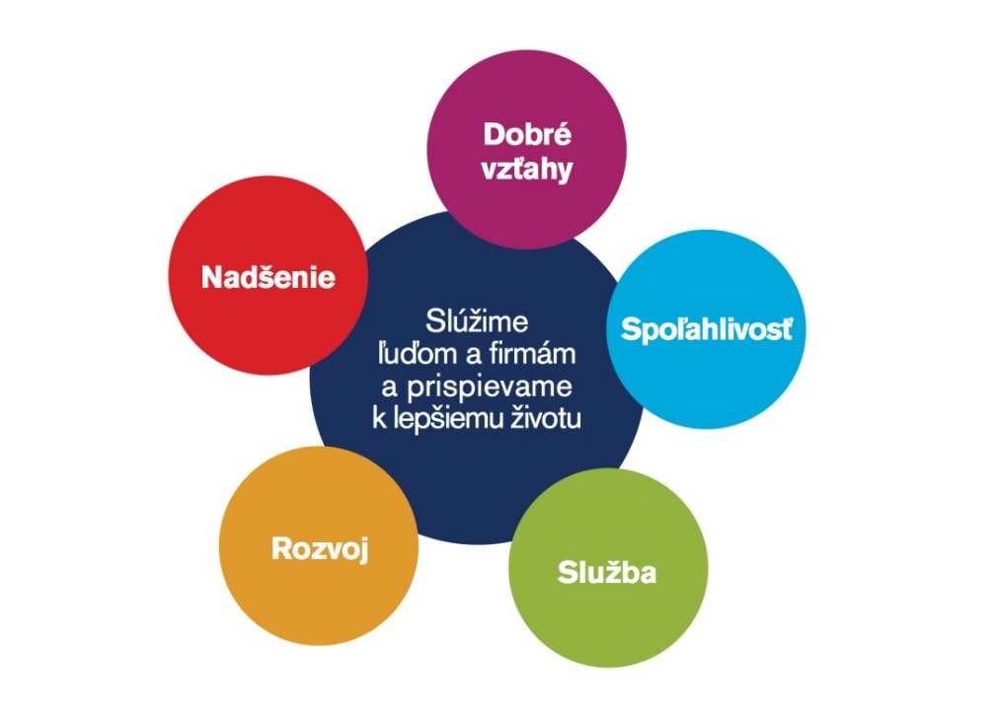 Dobré
vzťahy
Nadšenie
Spoľahlivosť
Slúžime
ľuďom a firmám
a prispievame
k lepšiemu životu
Rozvoj
Služba